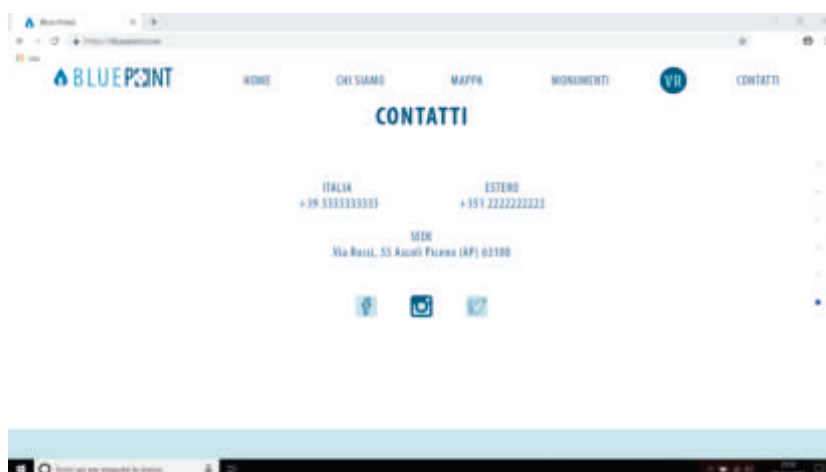 BLUEPOINT
HOME
CHI SIAMO
MAPPA
MONUMENTI
VR
CONTATTI
CONTATTI
ITALIA
ESTERO
+39 3333333333
+351 2222222222
SEDE
Via Rossi, 55 Ascoli Piceno (AP) 63100